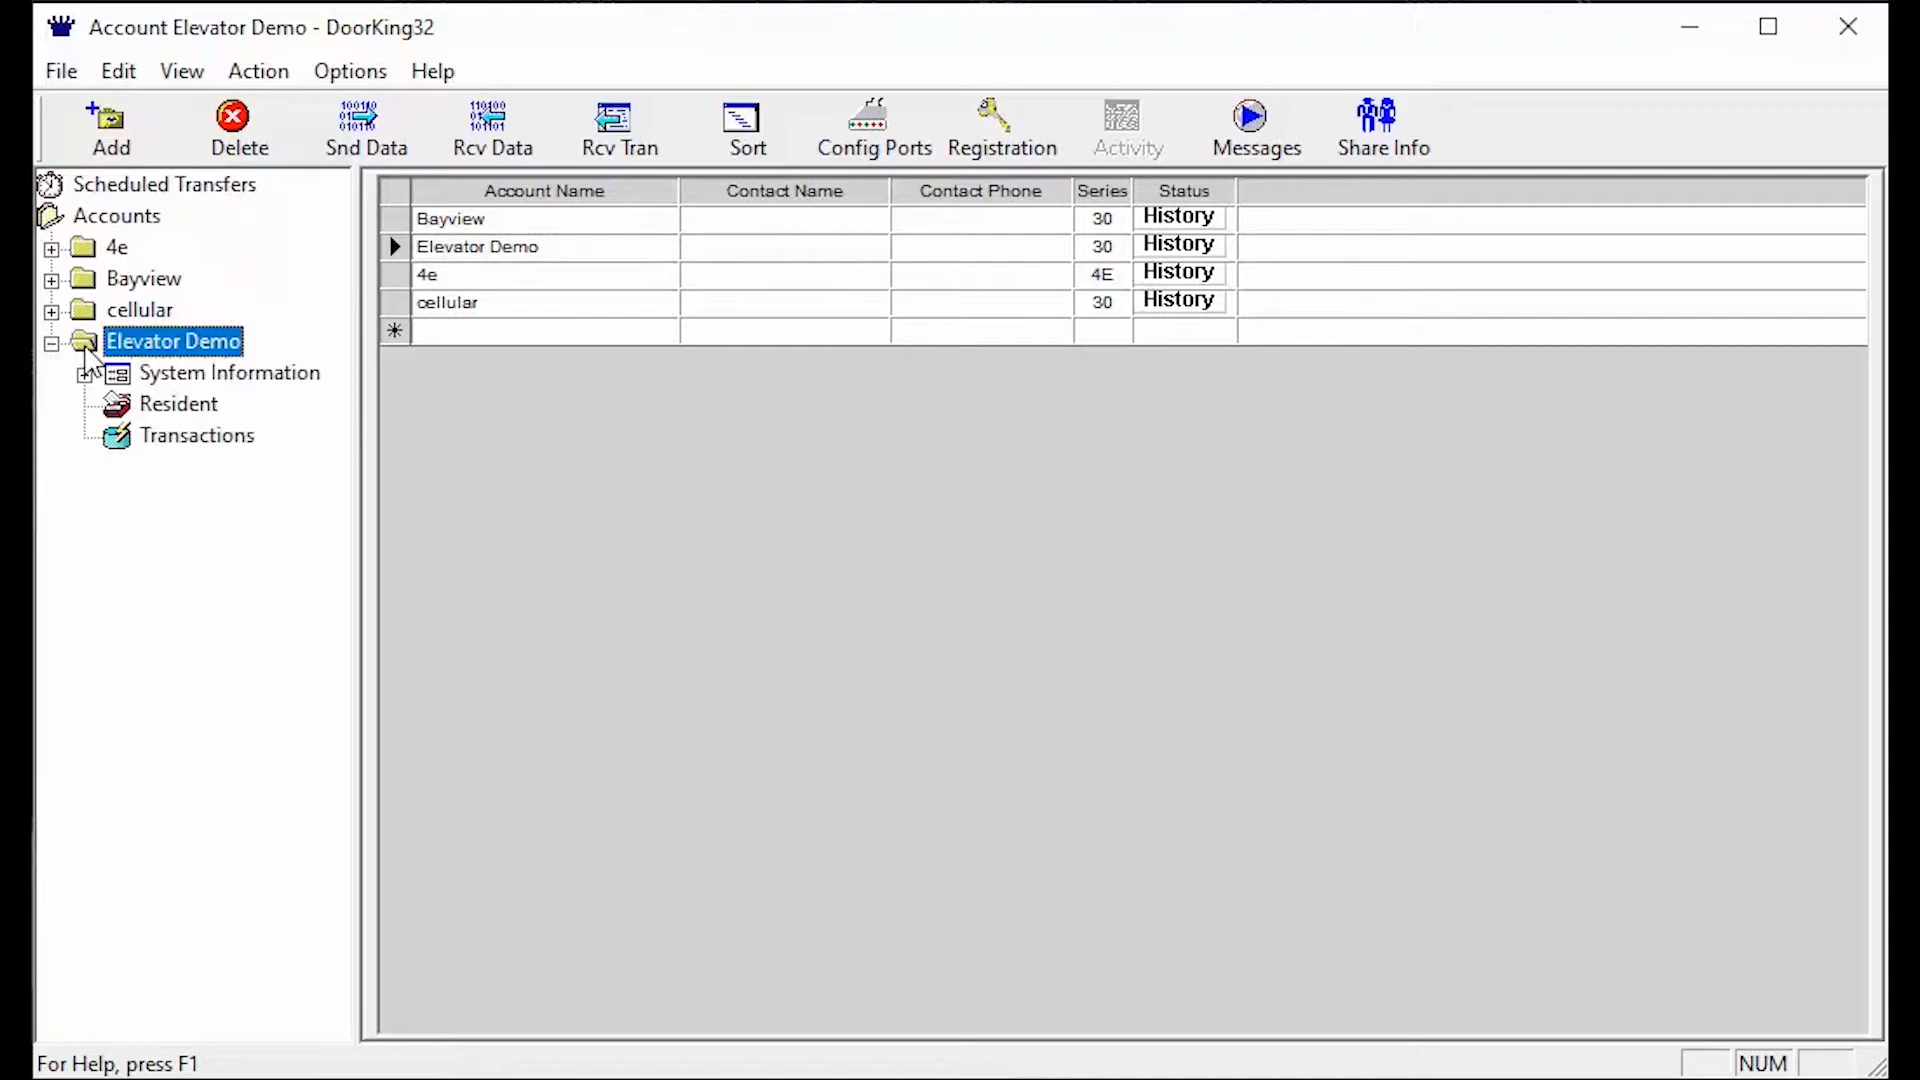 Account Elevator Demo - DoorKing32
File Edit View Action Options Help
Add Delete Snd Data Rcv Data Rcv Tran Sort Config Ports Registration Activity Messages Share Info
Scheduled Transfers
Accounts
4e
Bayview
cellular
Elevator Demo
System Information
Resident
Transactions
Account Name Contact Name Contact Phone Series Status
Bayview 30 History
Elevator Demo 30 History
4e 4E History
cellular 30 History
For Help, press F1
NUM